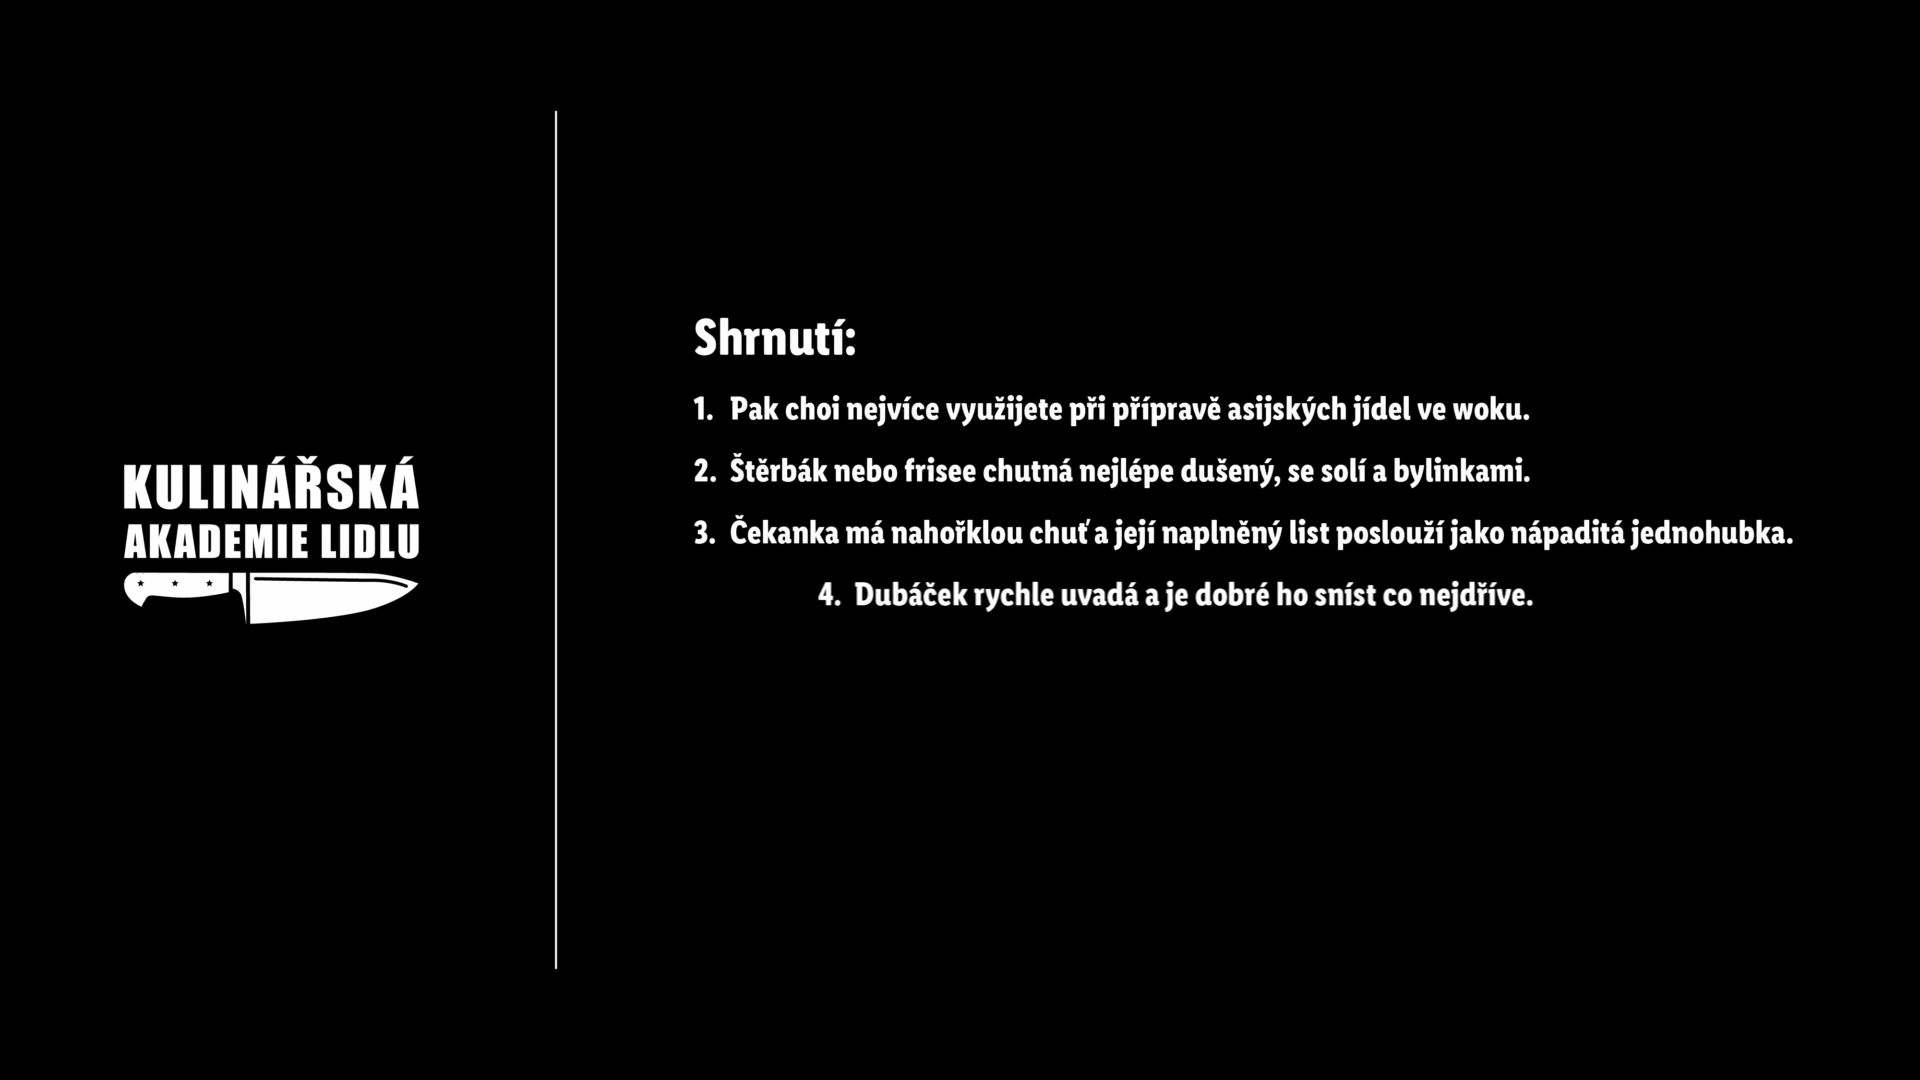 KULINÁŘSKÁ
AKADEMIE LIDLU
Shrnutí:
1. Pak choi nejvíce využijete při přípravě asijských jídel ve woku.
2. Štěrbák nebo frisee chutná nejlépe dušený, se solí a bylinkami.
3. Čekanka má nahořklou chuť a její naplněný list poslouží jako nápaditá jednohubka.
4. Dubáček rychle uvadá a je dobré ho sníst co nejdříve.